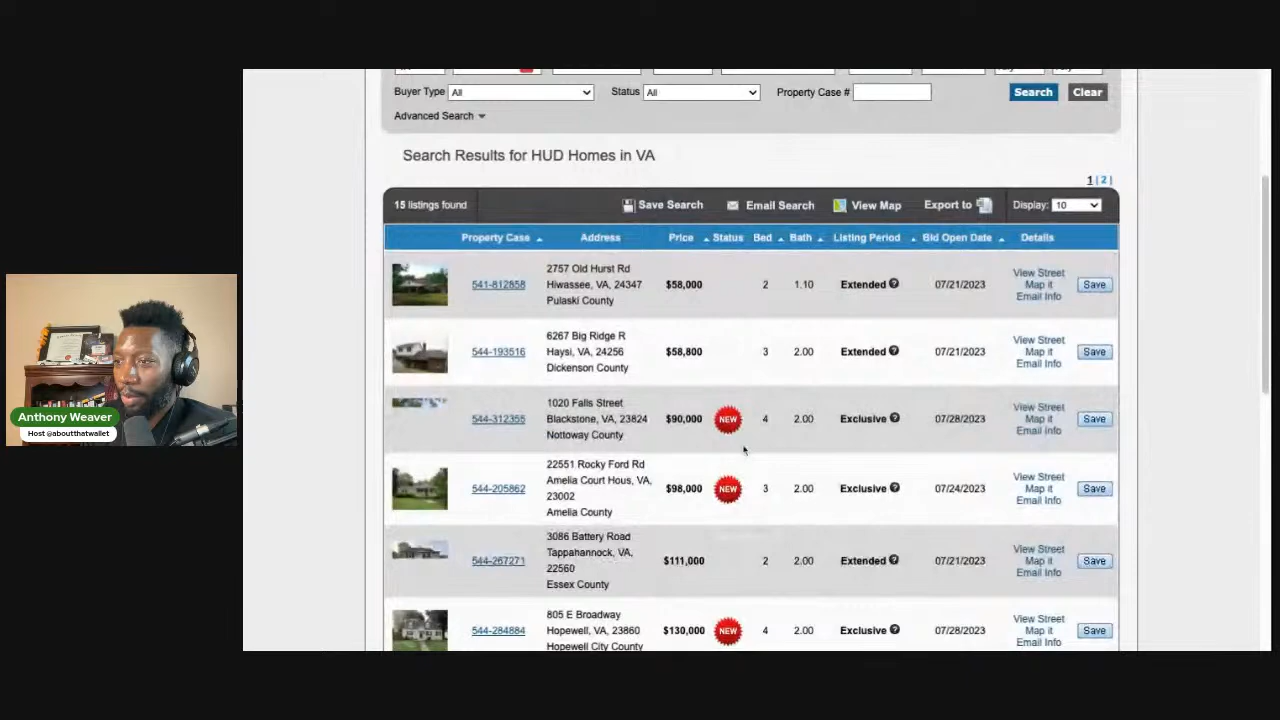 Buyer Type All Status All Property Case # Search Clear
Advanced Search
Search Results for HUD Homes in VA
1 | 2 |
15 listings found Save Search Email Search View Map Export to Display: 10
Property Case Address Price Status Bed Bath Listing Period Bid Open Date Details
541-812858 2757 Old Hurst Rd $58,000 2 1.10 Extended 07/21/2023 View Street Save
Hiwassee, VA, 24347 Map it
Pulaski County Email Info
544-193516 6267 Big Ridge R $58,800 3 2.00 Extended 07/21/2023 View Street Save
Haysi, VA, 24256 Map it
Dickenson County Email Info
544-312355 1020 Falls Street $90,000 NEW 4 2.00 Exclusive 07/28/2023 View Street Save
Blackstone, VA, 23824 Map it
Nottoway County Email Info
544-205862 22551 Rocky Ford Rd $98,000 NEW 3 2.00 Exclusive 07/24/2023 View Street Save
Amelia Court Hous, VA, Map it
23002 Email Info
Amelia County
544-267271 3086 Battery Road $111,000 2 2.00 Extended 07/21/2023 View Street Save
Tappahannock, VA, Map it
22560 Email Info
Essex County
544-284884 805 E Broadway $130,000 NEW 4 2.00 Exclusive 07/28/2023 View Street Save
Hopewell, VA, 23860 Map it
Hopewell City County Email Info
Anthony Weaver
Host @aboutthatwallet